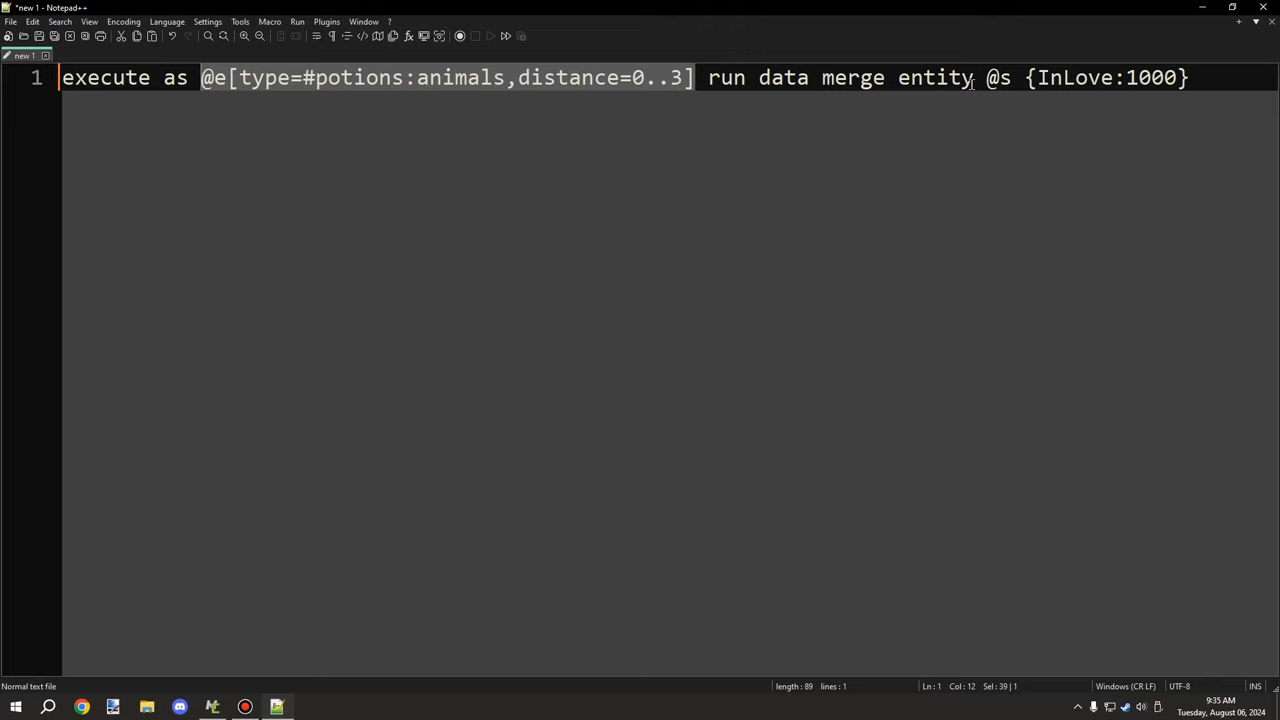 *new 1 - Notepad++
File Edit Search View Encoding Language Settings Tools Macro Run Plugins Window ?
new 1
1 execute as @e[type=#potions:animals,distance=0..3] run data merge entity @s {InLove:1000}
Normal text file length : 89 lines : 1 Ln : 1 Col : 12 Sel : 39 | 1 Windows (CR LF) UTF-8 INS
9:35 AM
Tuesday, August 06, 2024